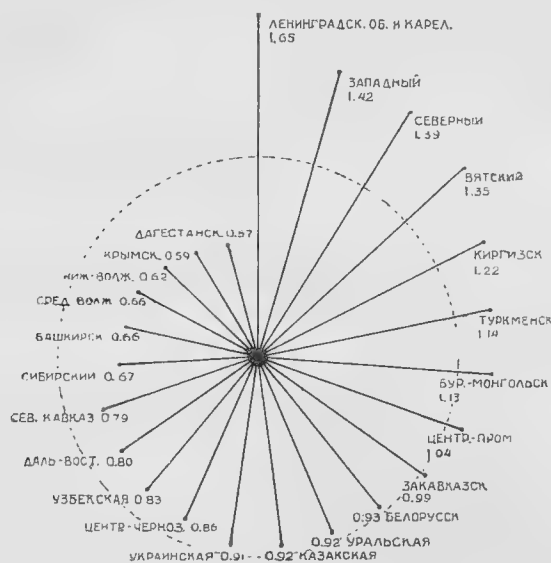 ЛЕНИНГРАДСК. ОБ. И КАРЕЛ.
1.65
ЗАПАДНЫЙ
1.42
СЕВЕРНЫЙ
1.39
ВЯТСКИЙ
1.35
КИРГИЗСК
1.22
ТУРКМЕНСК
1.14
БУР.-МОНГОЛЬСК
1.13
ЦЕНТР.-ПРОМ
1.04
ЗАКАВКАЗСК
0.99
0.93 БЕЛОРУССК
0.92 УРАЛЬСКАЯ
0.92 КАЗАКСКАЯ
УКРАИНСКАЯ 0.91
ЦЕНТР-ЧЕРНОЗ. 0.86
УЗБЕКСКАЯ 0.83
ДАЛЬ-ВОСТ. 0.80
СЕВ. КАВКАЗ 0.79
СИБИРСКИЙ 0.67
БАШКИРСК. 0.66
СРЕД. ВОЛЖ. 0.66
НИЖ-ВОЛЖ. 0.62
КРЫМСК. 0.59
ДАГЕСТАНСК. 0.57